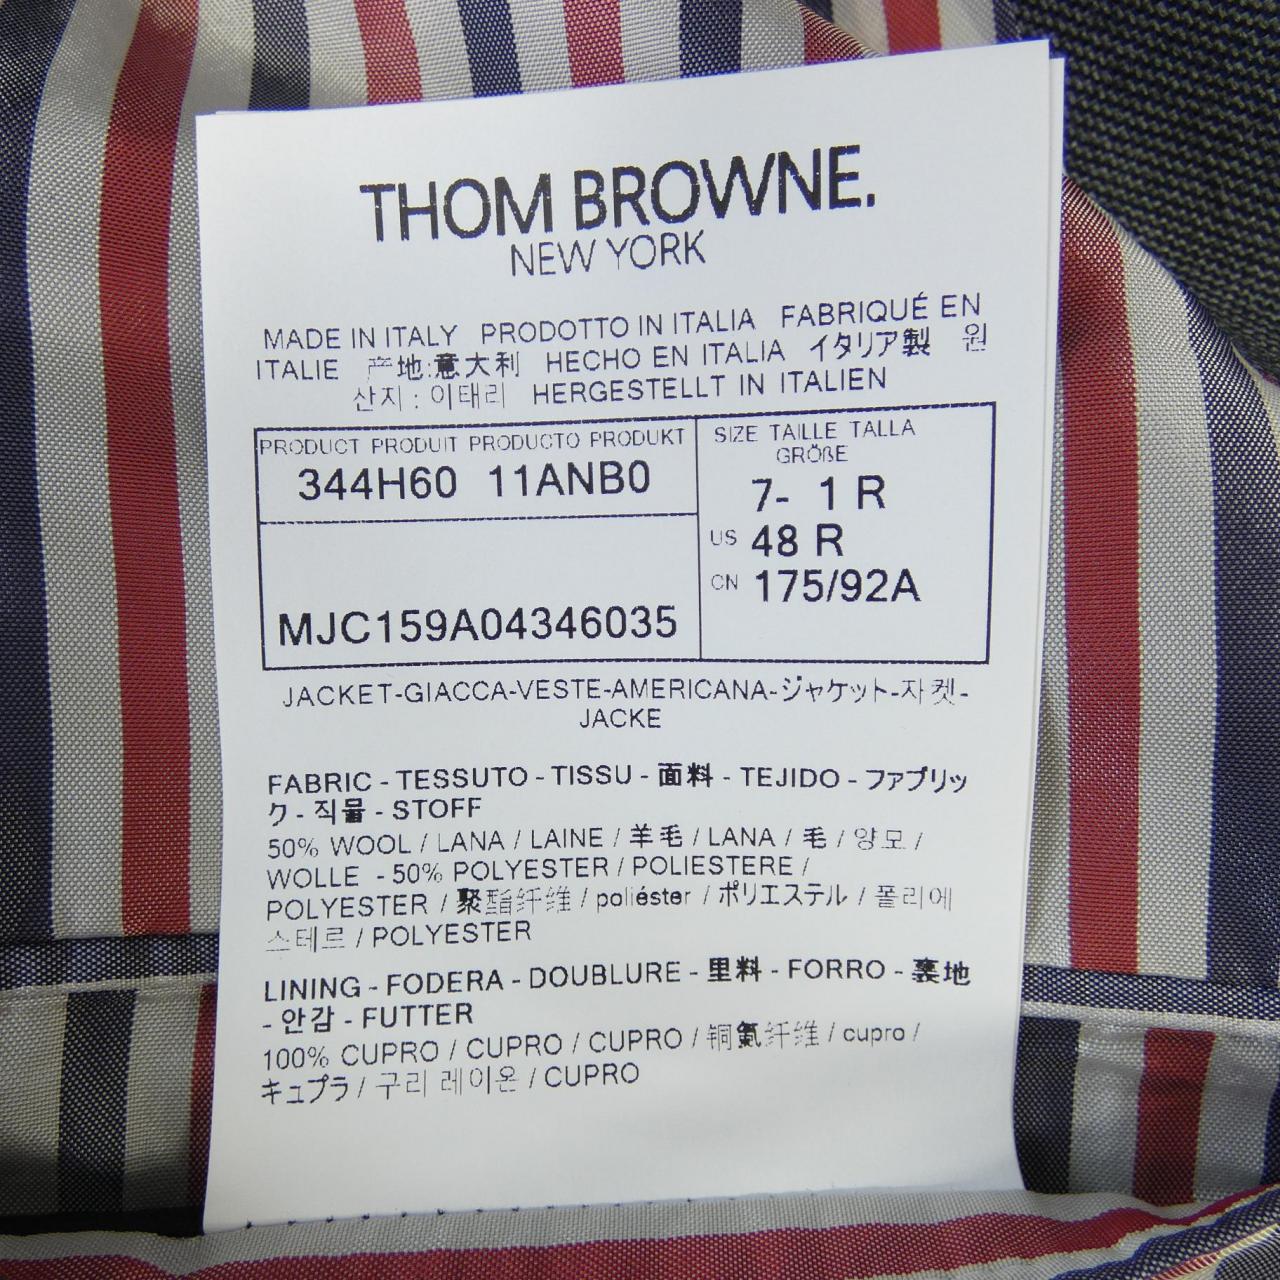 THOM BROWNE.
NEW YORK
MADE IN ITALY PRODOTTO IN ITALIA FABRIQUÉ EN
ITALIE 产地:意大利 HECHO EN ITALIA イタリア製 원
산지 : 이태리 HERGESTELLT IN ITALIEN
PRODUCT PRODUIT PRODUCTO PRODUKT
344H60 11ANB0
MJC159A04346035
SIZE TAILLE TALLA
GRÖßE
7- 1 R
US 48 R
CN 175/92A
JACKET-GIACCA-VESTE-AMERICANA-ジャケット-자켓-
JACKE
FABRIC - TESSUTO - TISSU - 面料 - TEJIDO - ファブリッ
ク - 직물 - STOFF
50% WOOL / LANA / LAINE / 羊毛 / LANA / 毛 / 양모 /
WOLLE - 50% POLYESTER / POLIESTERE /
POLYESTER / 聚酯纤维 / poliéster / ポリエステル / 폴리에
스테르 / POLYESTER
LINING - FODERA - DOUBLURE - 里料 - FORRO - 裏地
- 안감 - FUTTER
100% CUPRO / CUPRO / CUPRO / 铜氨纤维 / cupro /
キュプラ / 구리 레이온 / CUPRO